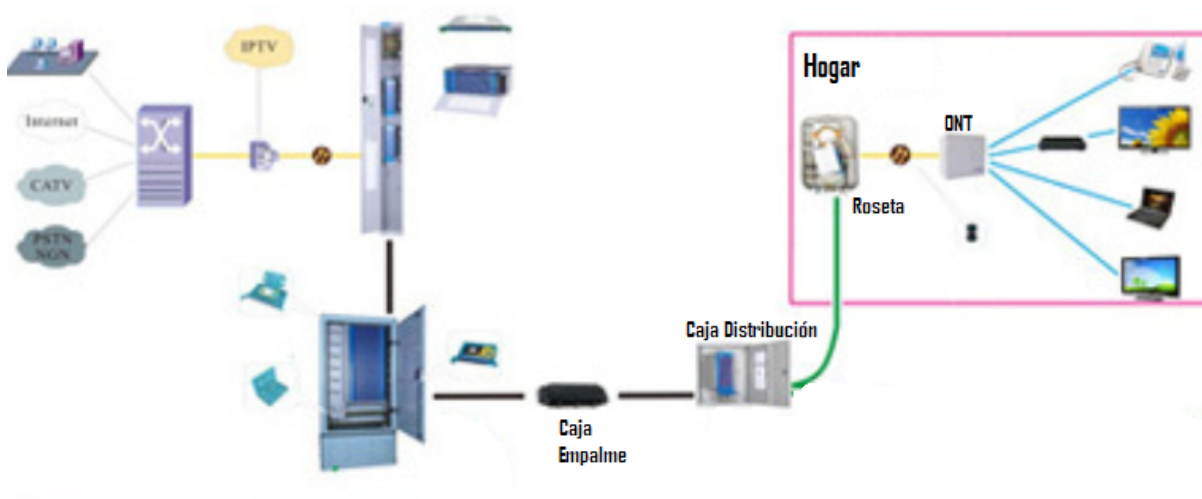 IPTV
Internet
CATV
PSTN
NGN
Hogar
ONT
Roseta
Caja Distribución
Caja
Empalme